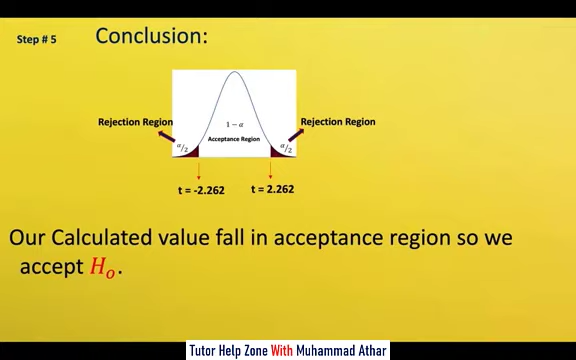 Step # 5 Conclusion:
Rejection Region
Rejection Region
1 − α
Acceptance Region
α/2
α/2
t = -2.262
t = 2.262
Our Calculated value fall in acceptance region so we
accept Hₒ.
Tutor Help Zone With Muhammad Athar